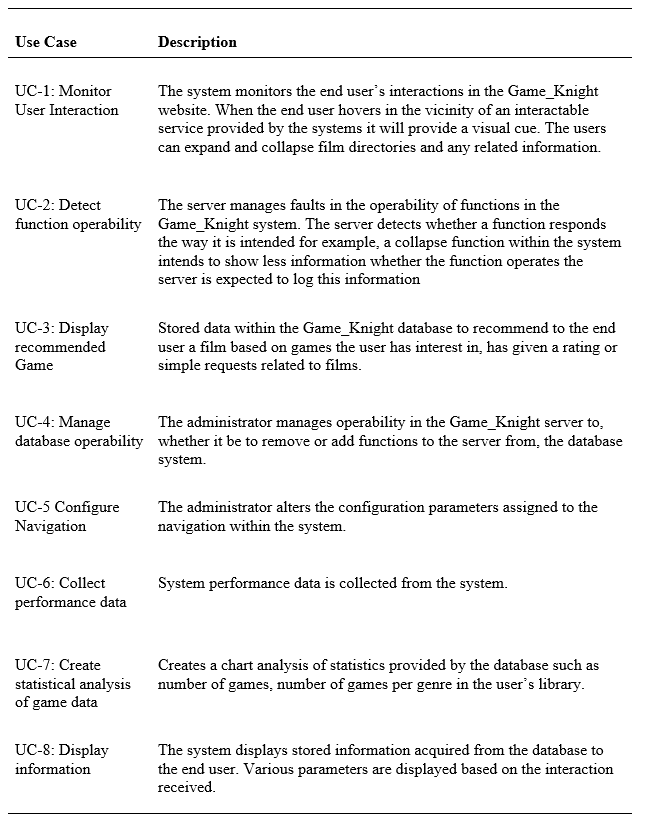 Use Case Description
UC-1: Monitor
User Interaction
The system monitors the end user's interactions in the Game_Knight
website. When the end user hovers in the vicinity of an interactable
service provided by the systems it will provide a visual cue. The users
can expand and collapse film directories and any related information.
UC-2: Detect
function operability
The server manages faults in the operability of functions in the
Game_Knight system. The server detects whether a function responds
the way it is intended for example, a collapse function within the system
intends to show less information whether the function operates the
server is expected to log this information
UC-3: Display
recommended
Game
Stored data within the Game_Knight database to recommend to the end
user a film based on games the user has interest in, has given a rating or
simple requests related to films.
UC-4: Manage
database operability
The administrator manages operability in the Game_Knight server to,
whether it be to remove or add functions to the server from, the database
system.
UC-5 Configure
Navigation
The administrator alters the configuration parameters assigned to the
navigation within the system.
UC-6: Collect
performance data
System performance data is collected from the system.
UC-7: Create
statistical analysis
of game data
Creates a chart analysis of statistics provided by the database such as
number of games, number of games per genre in the user's library.
UC-8: Display
information
The system displays stored information acquired from the database to
the end user. Various parameters are displayed based on the interaction
received.